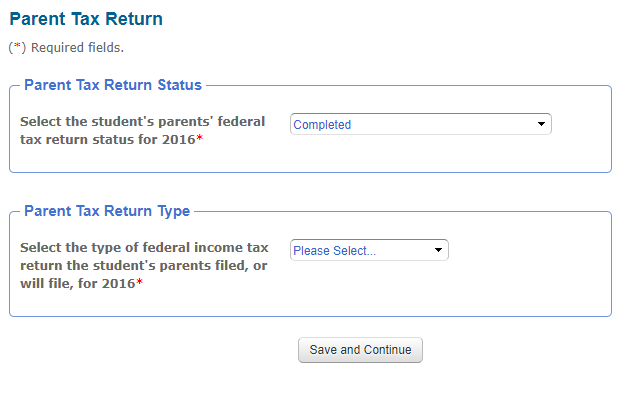 Parent Tax Return
(*) Required fields.
Parent Tax Return Status
Select the student's parents' federal
tax return status for 2016*
Completed
Parent Tax Return Type
Select the type of federal income tax
return the student's parents filed, or
will file, for 2016*
Please Select...
Save and Continue